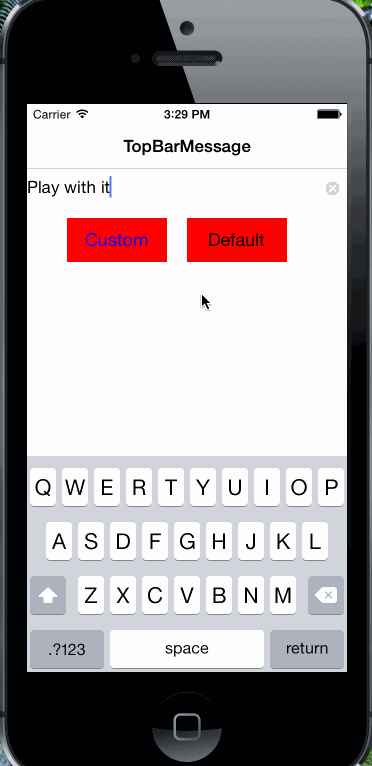 Carrier 3:29 PM
TopBarMessage
Play with it
Custom Default
Q W E R T Y U I O P
A S D F G H J K L
Z X C V B N M
.?123 space return